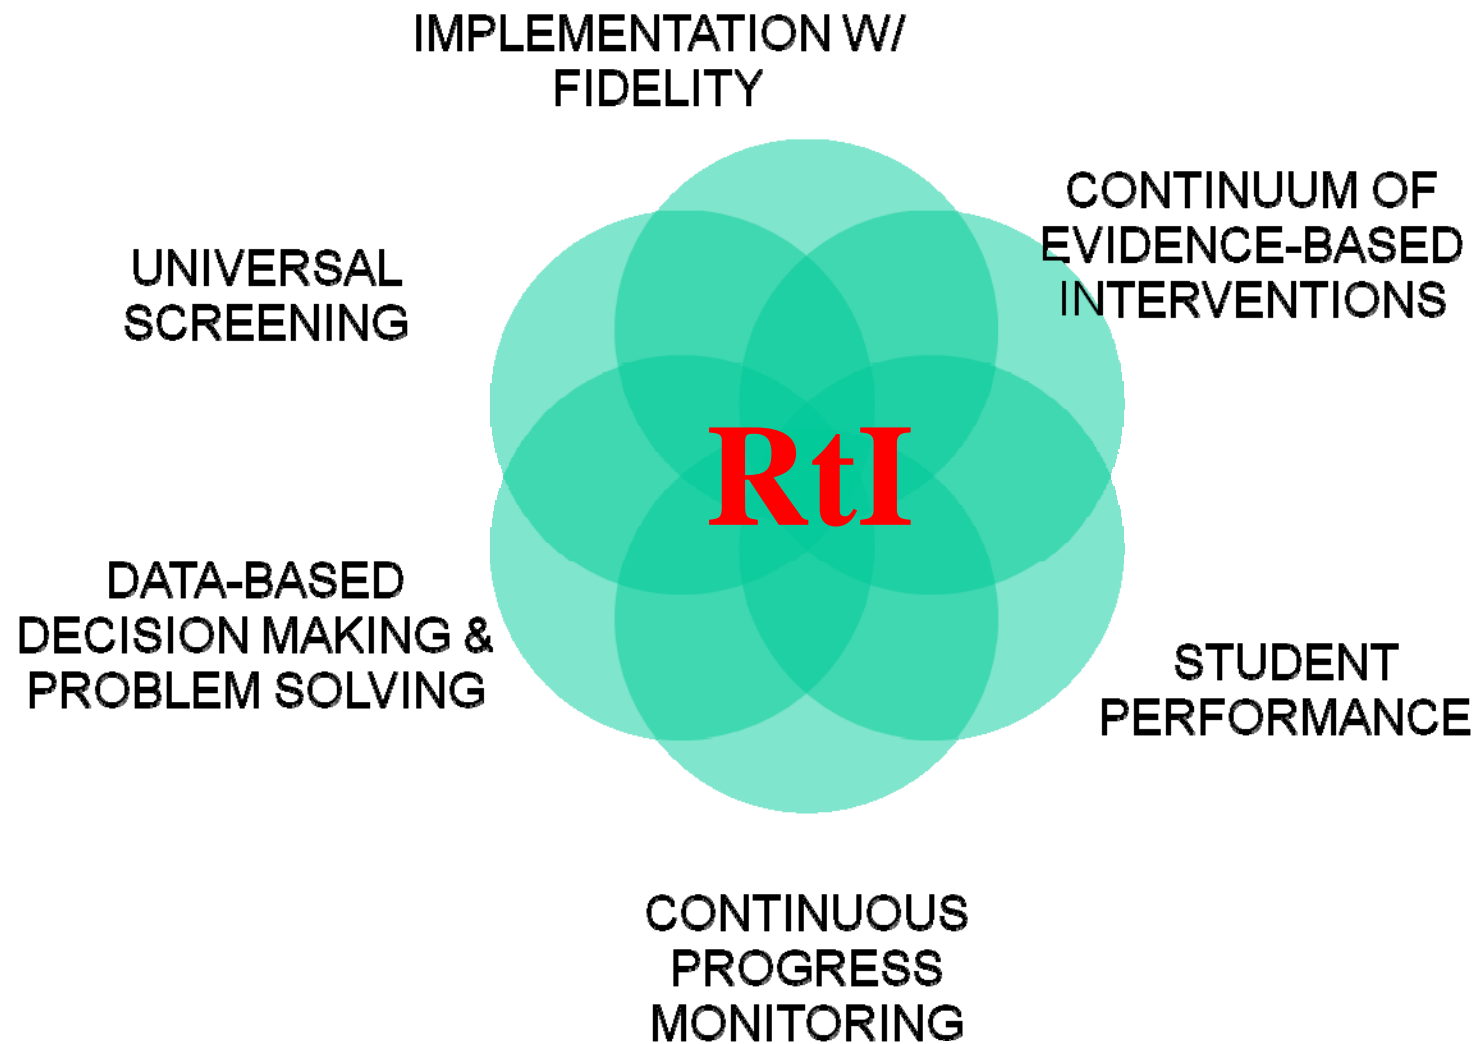 IMPLEMENTATION W/
FIDELITY
CONTINUUM OF
EVIDENCE-BASED
INTERVENTIONS
UNIVERSAL
SCREENING
RtI
DATA-BASED
DECISION MAKING &
PROBLEM SOLVING
STUDENT
PERFORMANCE
CONTINUOUS
PROGRESS
MONITORING